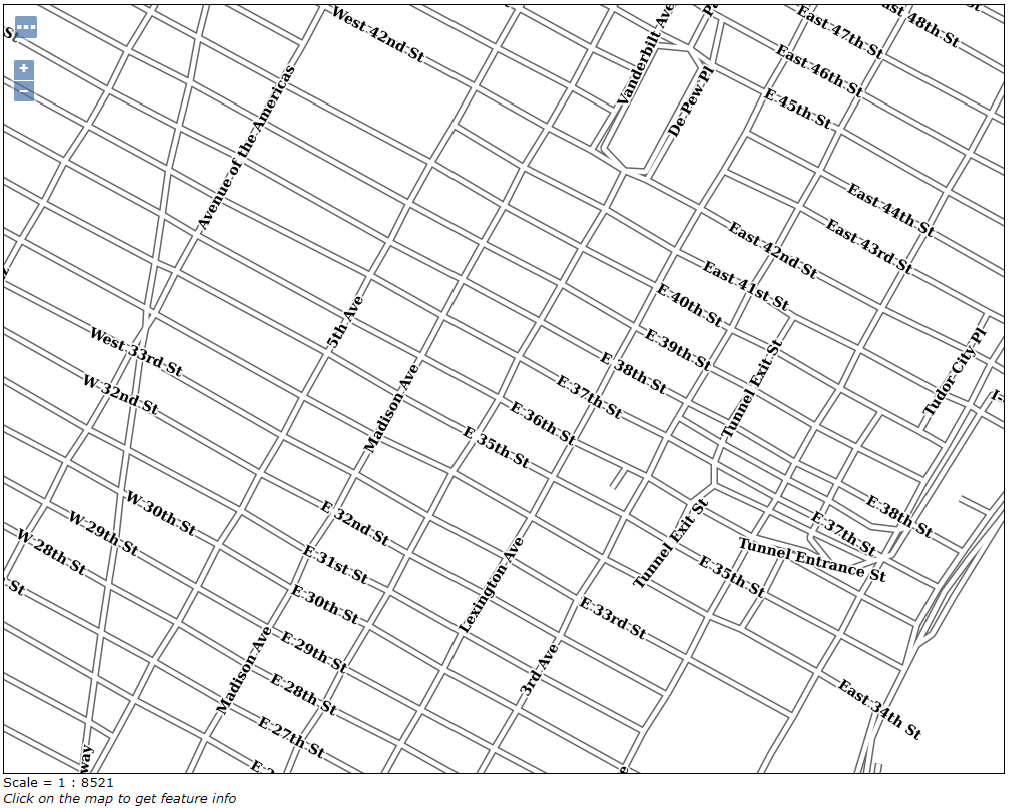 West 42nd St
Vanderbilt Ave
East 47th St
48th St
East 46th St
De Pew Pl
E 45th St
Avenue of the Americas
East 44th St
East 43rd St
East 42nd St
East 41st St
E 40th St
E 39th St
E 38th St
E 37th St
E 36th St
E 35th St
5th Ave
Madison Ave
West 33rd St
W 32nd St
Tunnel Exit St
Tudor City Pl
W 30th St
W 29th St
W 28th St
St
E 32nd St
E 31st St
E 30th St
E 29th St
E 28th St
E 27th St
Madison Ave
Lexington Ave
3rd Ave
Tunnel Exit St
E 38th St
E 37th St
Tunnel Entrance St
E 35th St
E 33rd St
East 34th St
way
Scale = 1 : 8521
Click on the map to get feature info